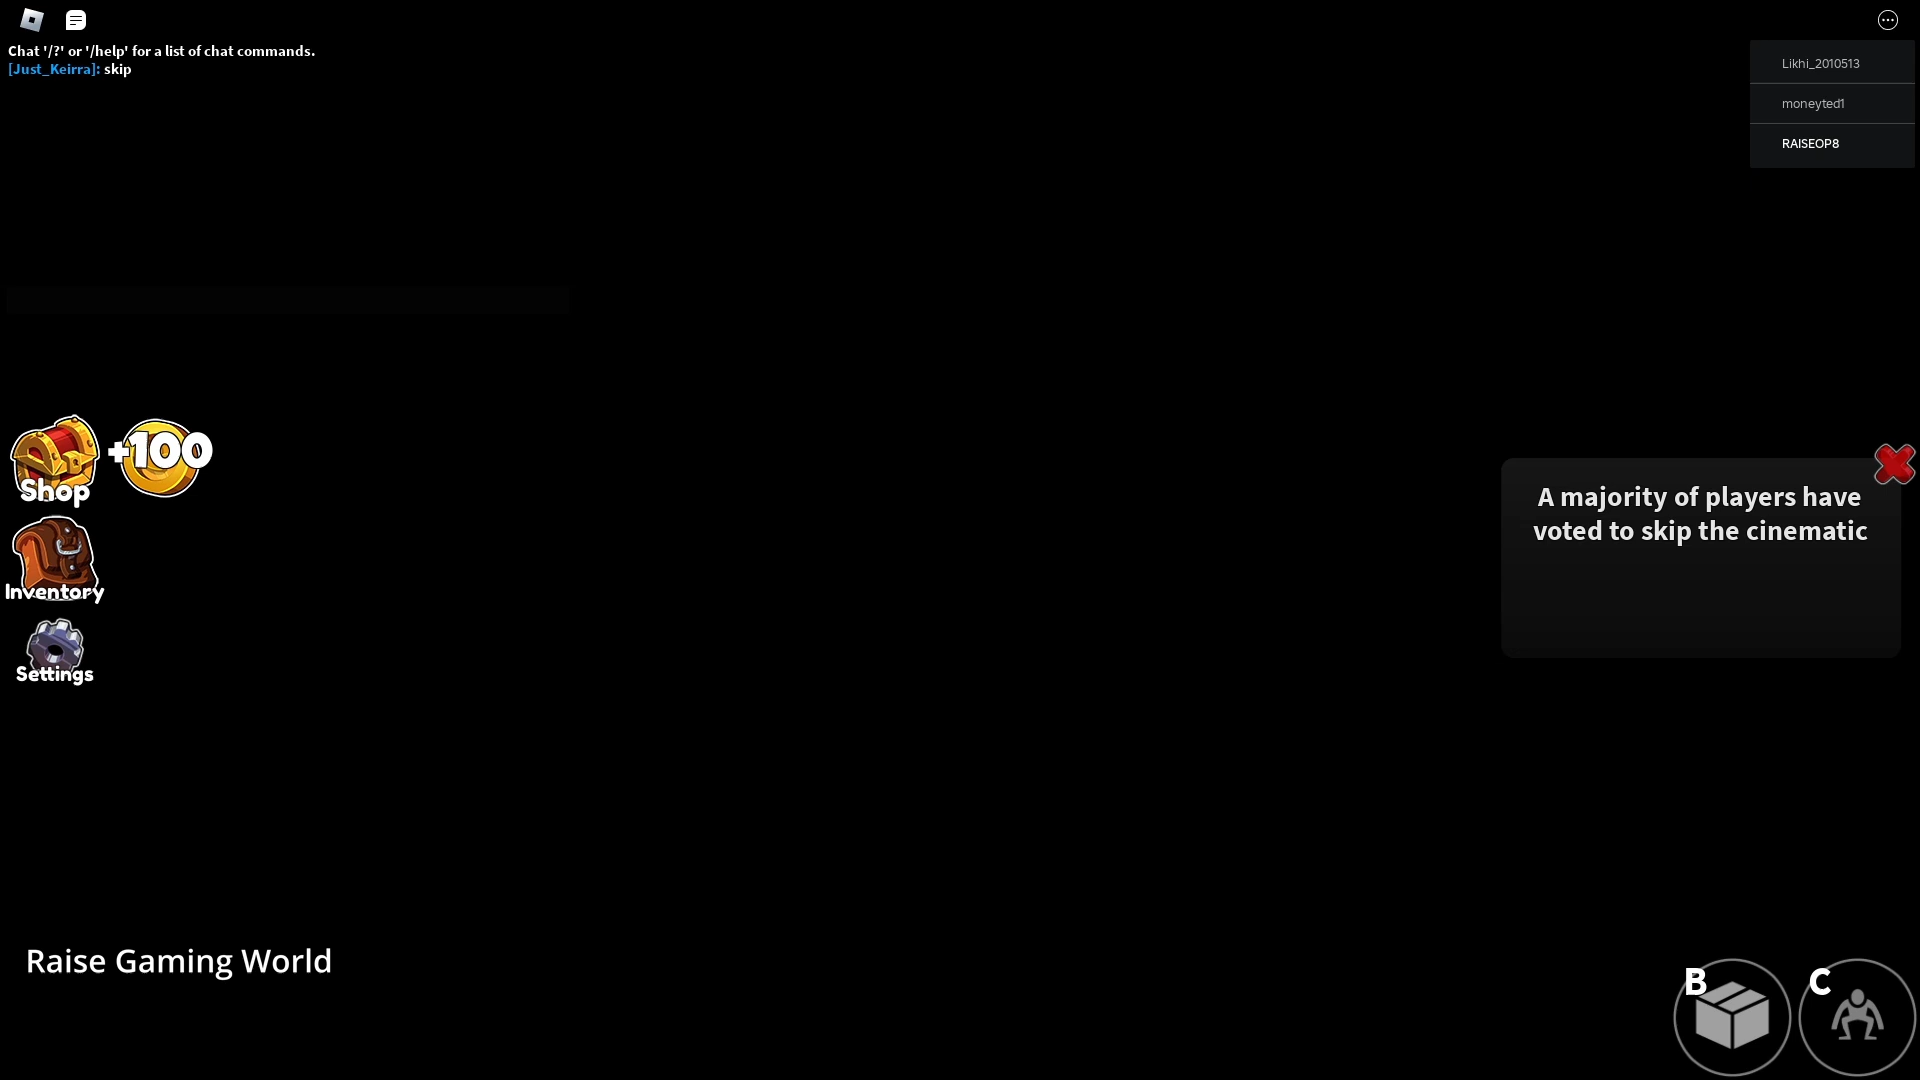 Chat '/?' or '/help' for a list of chat commands.
[Just_Keirra]: skip
Likhi_2010513
moneyted1
RAISEOP8
+100
Shop
Inventory
Settings
A majority of players have
voted to skip the cinematic
Raise Gaming World
B
C